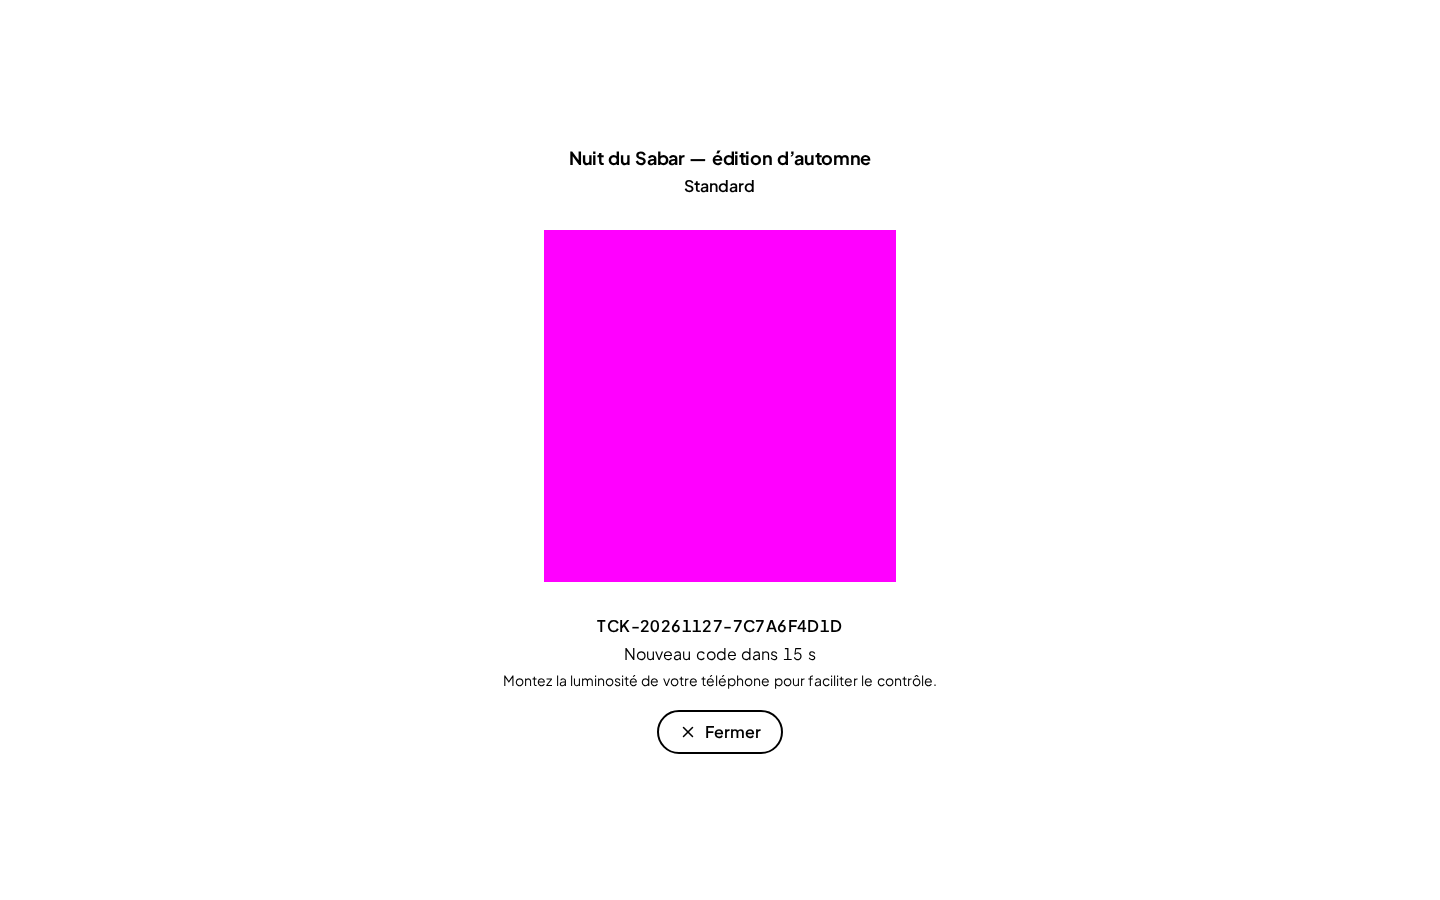 Nuit du Sabar — édition d’automne
Standard
TCK-20261127-7C7A6F4D1D
Nouveau code dans 15 s
Montez la luminosité de votre téléphone pour faciliter le contrôle.
Fermer